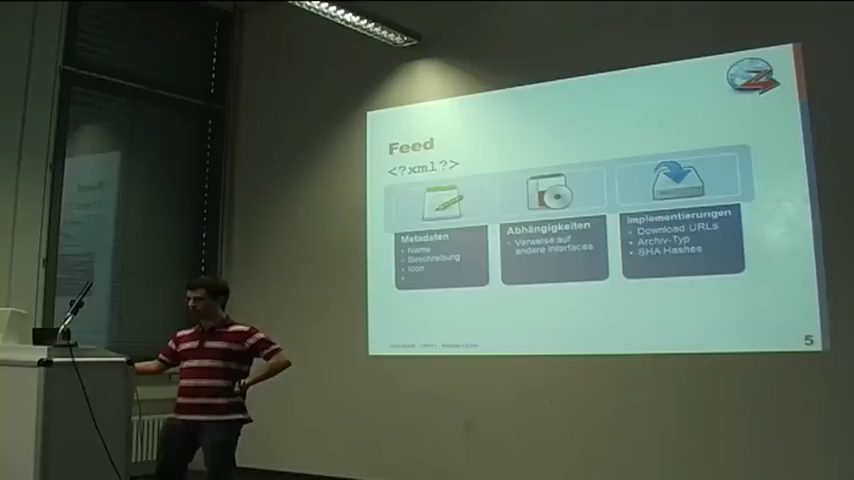 Feed
<?xml?>
Metadaten
• Name
• Beschreibung
• Icon
•
Abhängigkeiten
• Verweise auf
andere Interfaces
Implementierungen
• Download URLs
• Archiv-Typ
• SHA Hashes
5